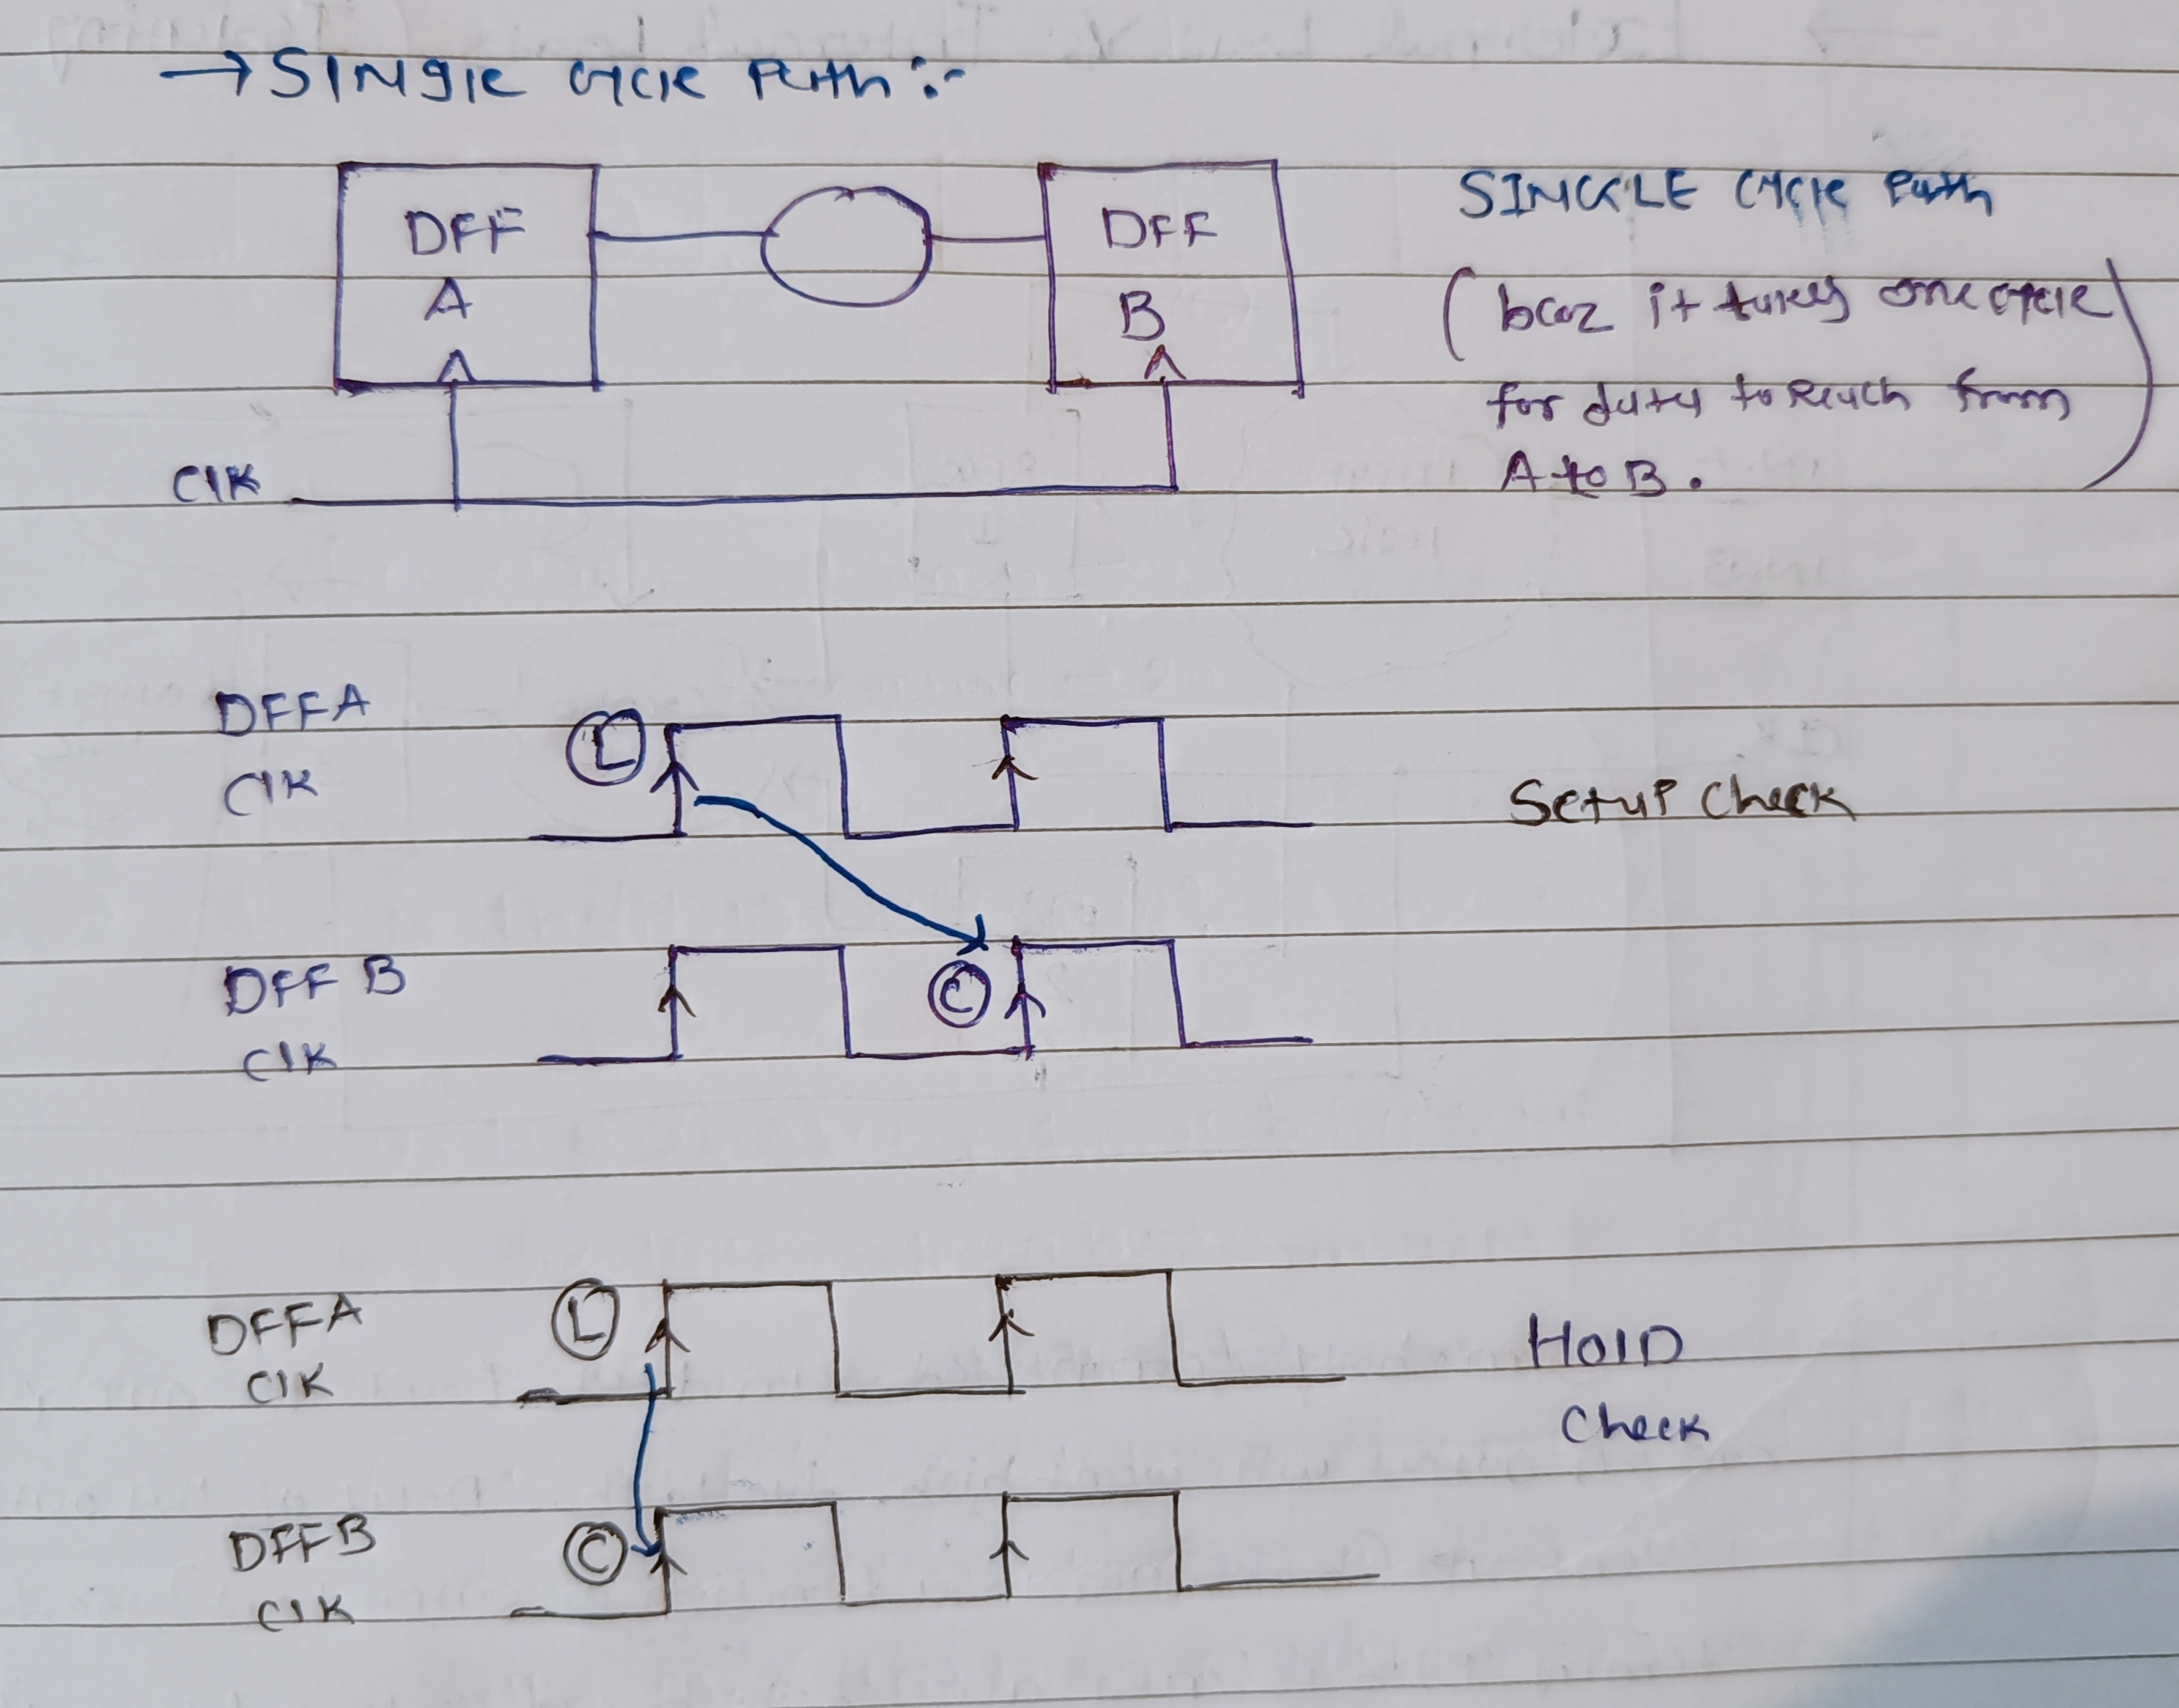 → SINGLE CYCLE Path :-
DFF
A
DFF
B
CLK
SINGLE CYCLE Path
( bcoz it takes one cycle
for data to Reach from
A to B. )
DFFA
Clk
L
Setup Check
DFF B
Clk
C
DFFA
ClK
L
HOlD
Check
DFFB
ClK
C